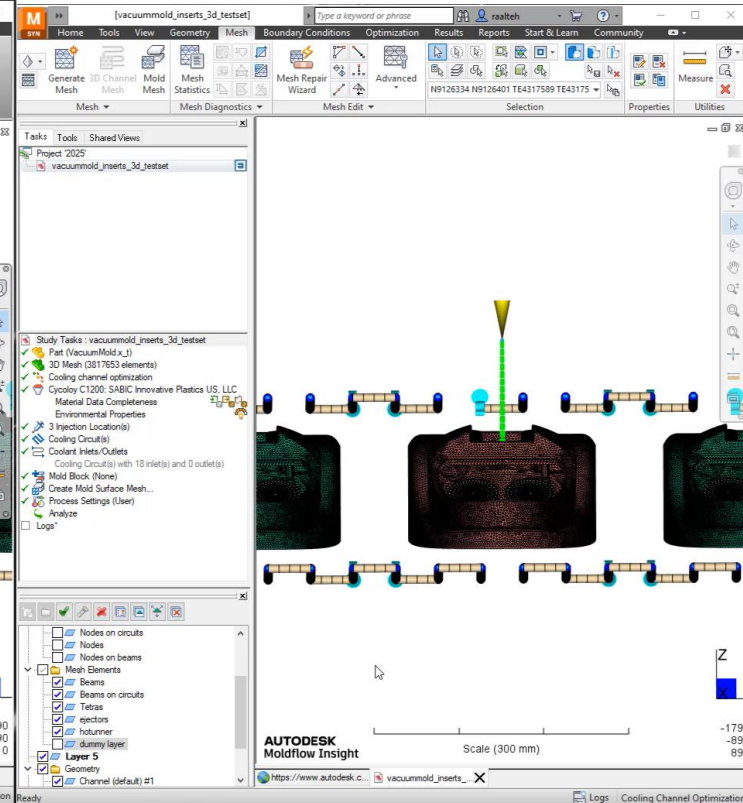 [vacuummold_inserts_3d_testset]
Type a keyword or phrase
raalteh
M
SYN
Home Tools View Geometry Mesh Boundary Conditions Optimization Results Reports Start & Learn Community
Generate Mesh
3D Channel Mesh
Mold Mesh
Mesh Statistics
Mesh Repair Wizard
Advanced
N9126334 N9126401 TE4317589 TE43175
Measure
Mesh
Mesh Diagnostics
Mesh Edit
Selection
Properties
Utilities
Tasks Tools Shared Views
Project '2025'
vacuummold_inserts_3d_testset
Study Tasks : vacuummold_inserts_3d_testset
Part (VacuumMold.x_t)
3D Mesh (3817653 elements)
Cooling channel optimization
Cycoloy C1200: SABIC Innovative Plastics US, LLC
Material Data Completeness
Environmental Properties
3 Injection Location(s)
Cooling Circuit(s)
Coolant Inlets/Outlets
Cooling Circuit(s) with 18 inlet(s) and 0 outlet(s)
Mold Block (None)
Create Mold Surface Mesh...
Process Settings (User)
Analyze
Logs*
Nodes on circuits
Nodes
Nodes on beams
Mesh Elements
Beams
Beams on circuits
Tetras
ejectors
hotrunner
dummy layer
Layer 5
Geometry
Channel (default) #1
Z
X
-179
-89
89
90
90
0
AUTODESK
Moldflow Insight
Scale (300 mm)
https://www.autodesk.c...
vacuummold_inserts_...
on
Ready
Logs Cooling Channel Optimization